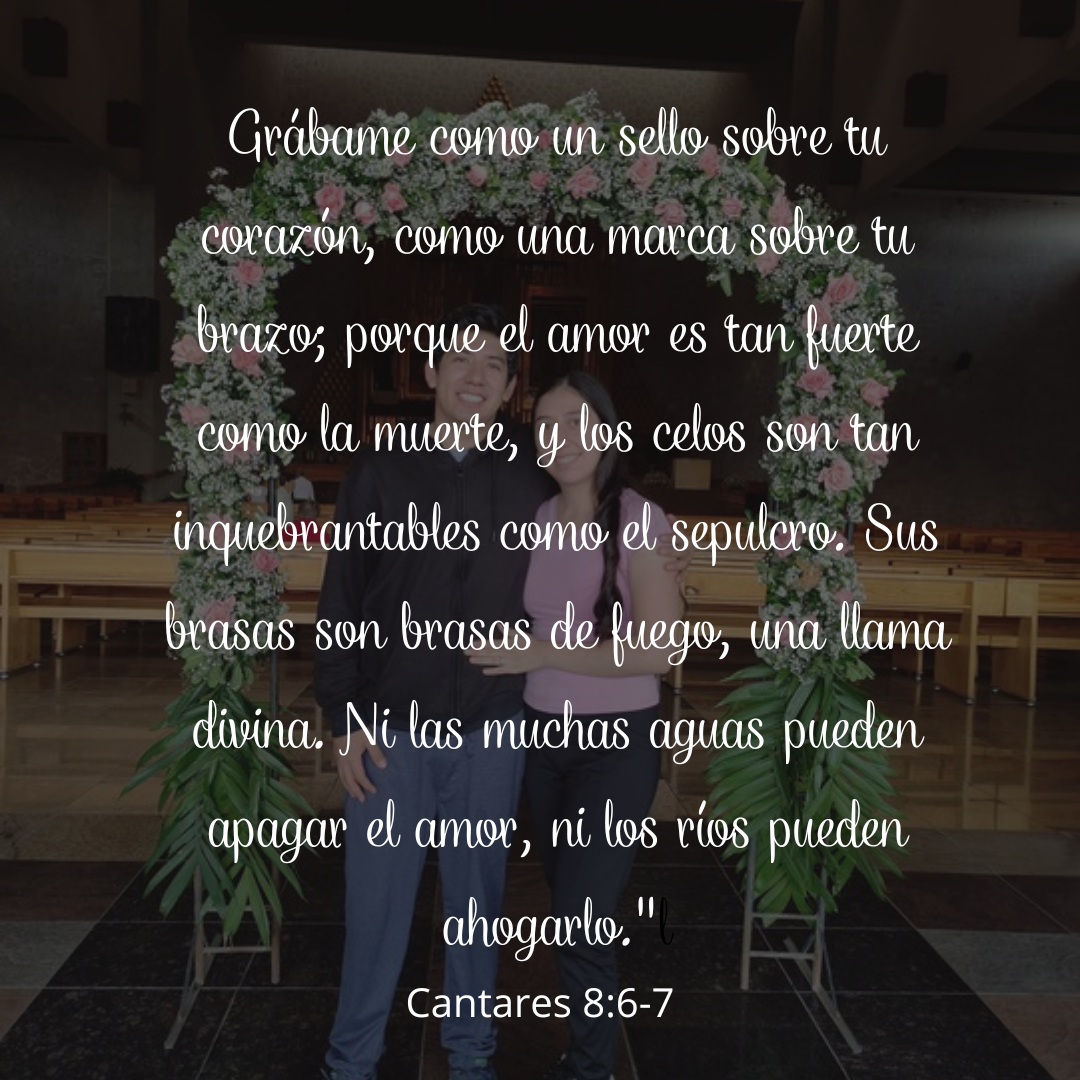 Grábame como un sello sobre tu
corazón, como una marca sobre tu
brazo; porque el amor es tan fuerte
como la muerte, y los celos son tan
inquebrantables como el sepulcro. Sus
brasas son brasas de fuego, una llama
divina. Ni las muchas aguas pueden
apagar el amor, ni los ríos pueden
ahogarlo."l
Cantares 8:6-7